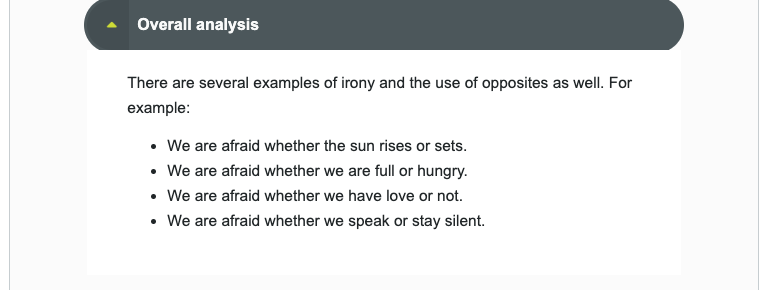 Overall analysis
There are several examples of irony and the use of opposites as well. For
example:
• We are afraid whether the sun rises or sets.
• We are afraid whether we are full or hungry.
• We are afraid whether we have love or not.
• We are afraid whether we speak or stay silent.